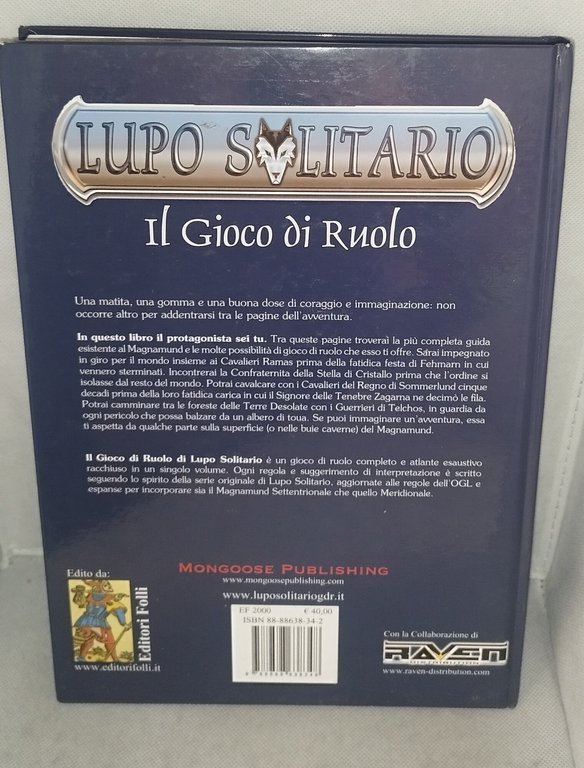 LUPO SOLITARIO
Il Gioco di Ruolo
Una matita, una gomma e una buona dose di coraggio e immaginazione: non
occorre altro per addentrarsi tra le pagine dell'avventura.
In questo libro il protagonista sei tu. Tra queste pagine troverai la più completa guida
esistente al Magnamund e le molte possibilità di gioco di ruolo che esso ti offre. Sarai impegnato
in giro per il mondo insieme ai Cavalieri Ramas prima della fatidica festa di Fehmarn in cui
vennero sterminati. Incontrerai la Confraternita della Stella di Cristallo prima che l'ordine si
isolasse dal resto del mondo. Potrai cavalcare con i Cavalieri del Regno di Sommerlund cinque
decadi prima della loro fatidica carica in cui il Signore delle Tenebre Zagarna ne decimò le fila.
Potrai camminare tra le foreste delle Terre Desolate con i Guerrieri di Telchos, in guardia da
ogni pericolo che possa balzare da un albero di toua. Se puoi immaginare un'avventura, essa
ti aspetta da qualche parte sulla superficie (o nelle buie caverne) del Magnamund.
Il Gioco di Ruolo di Lupo Solitario è un gioco di ruolo completo e atlante esaustivo
racchiuso in un singolo volume. Ogni regola e suggerimento di interpretazione è scritto
seguendo lo spirito della serie originale di Lupo Solitario, aggiornate alle regole dell'OGL e
espanse per incorporare sia il Magnamund Settentrionale che quello Meridionale.
Edito da:
Editori Folli
www.editorifolli.it
MONGOOSE PUBLISHING
www.mongoosepublishing.com
www.luposolitariogdr.it
EF 2000 € 40,00
ISBN 88-88638-34-2
Con la Collaborazione di
RAVEN
DISTRIBUTION
www.raven-distribution.com